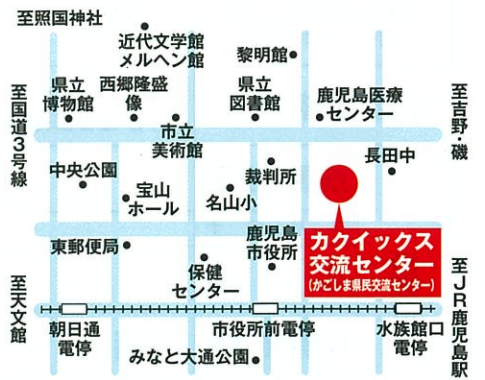 至照国神社
近代文学館
メルヘン館
黎明館
至国道3号線
県立
博物館
西郷隆盛
像
県立
図書館
鹿児島医療
センター
至吉野・磯
市立
美術館
長田中
中央公園
宝山
ホール
名山小
裁判所
東郵便局
保健
センター
鹿児島
市役所
カクイックス
交流センター
(かごしま県民交流センター)
至天文館
至JR鹿児島駅
朝日通
電停
市役所前電停
水族館口
電停
みなと大通公園